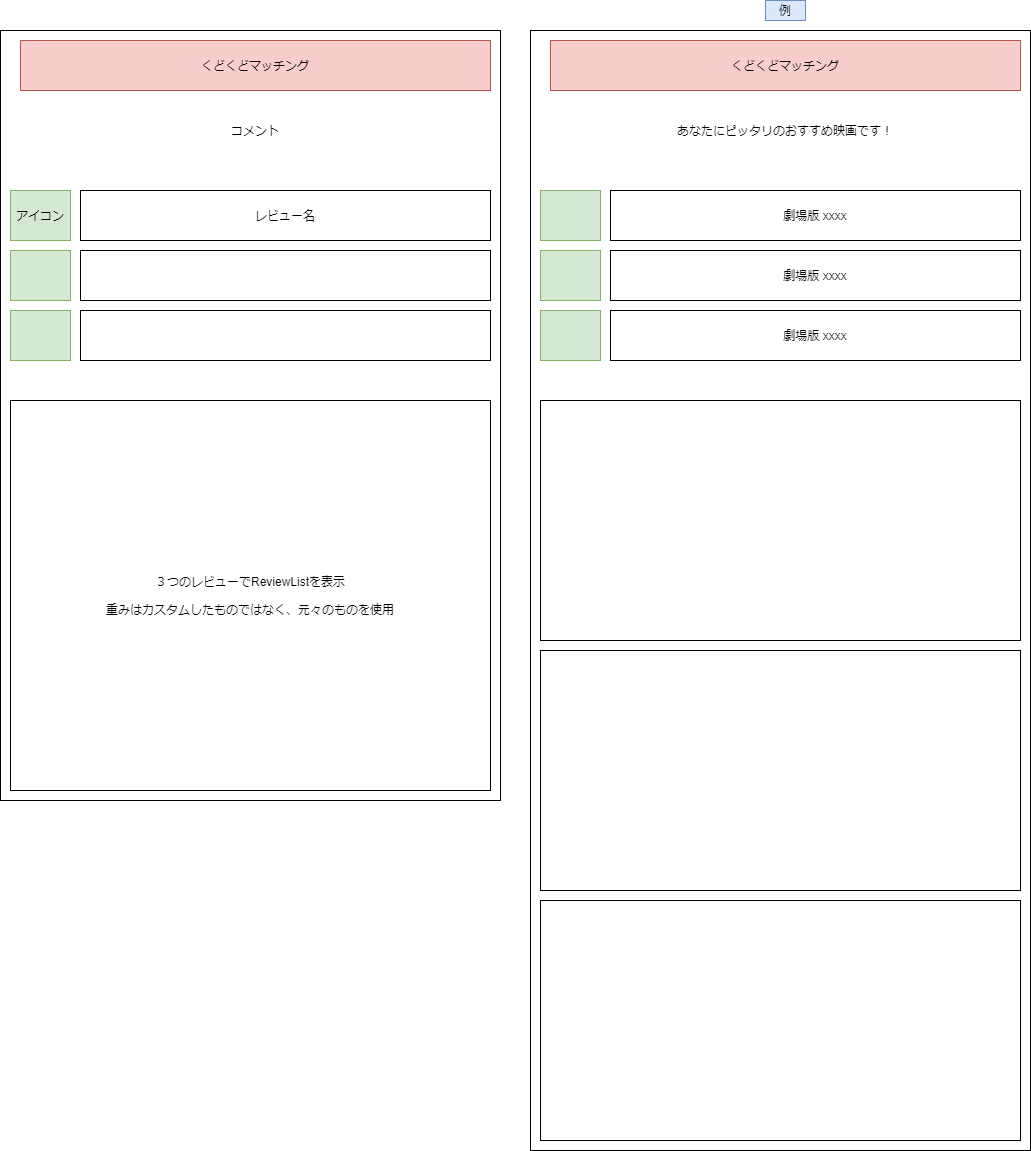 例
くどくどマッチング
コメント
アイコン
レビュー名
３つのレビューでReviewListを表示
重みはカスタムしたものではなく、元々のものを使用
くどくどマッチング
あなたにピッタリのおすすめ映画です！
劇場版 xxxx
劇場版 xxxx
劇場版 xxxx